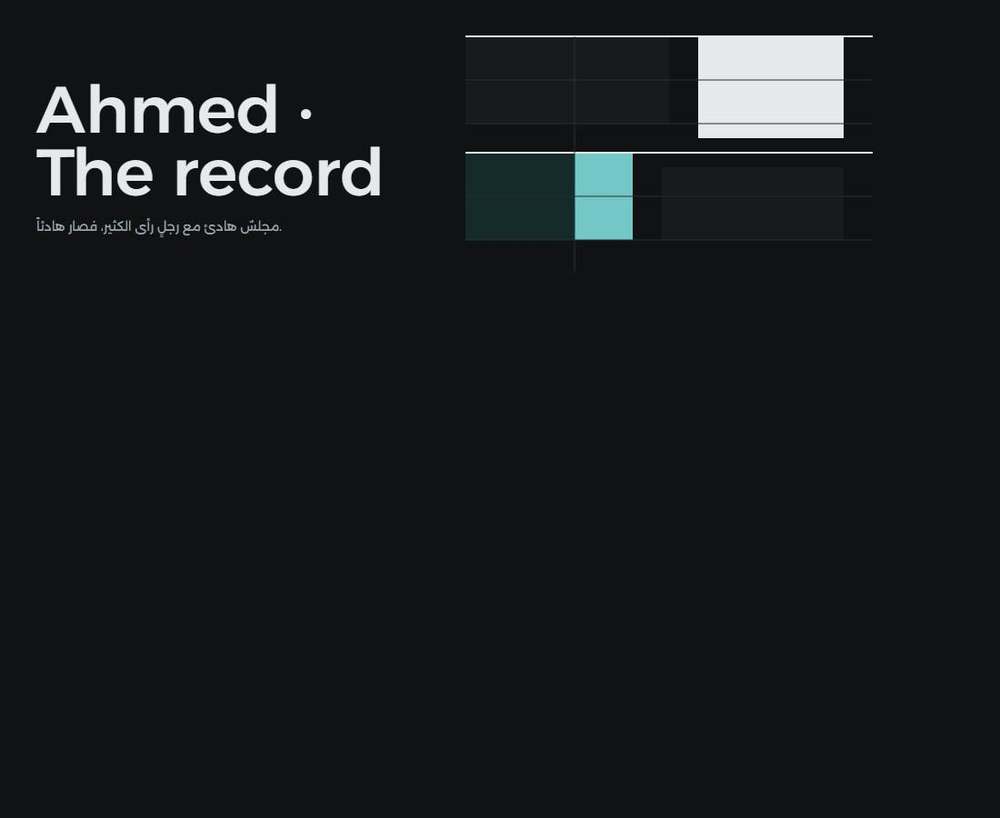 Ahmed ·
The record
مجلسٌ هادئ مع رجلٍ رأى الكثير، فصار هادئاً.